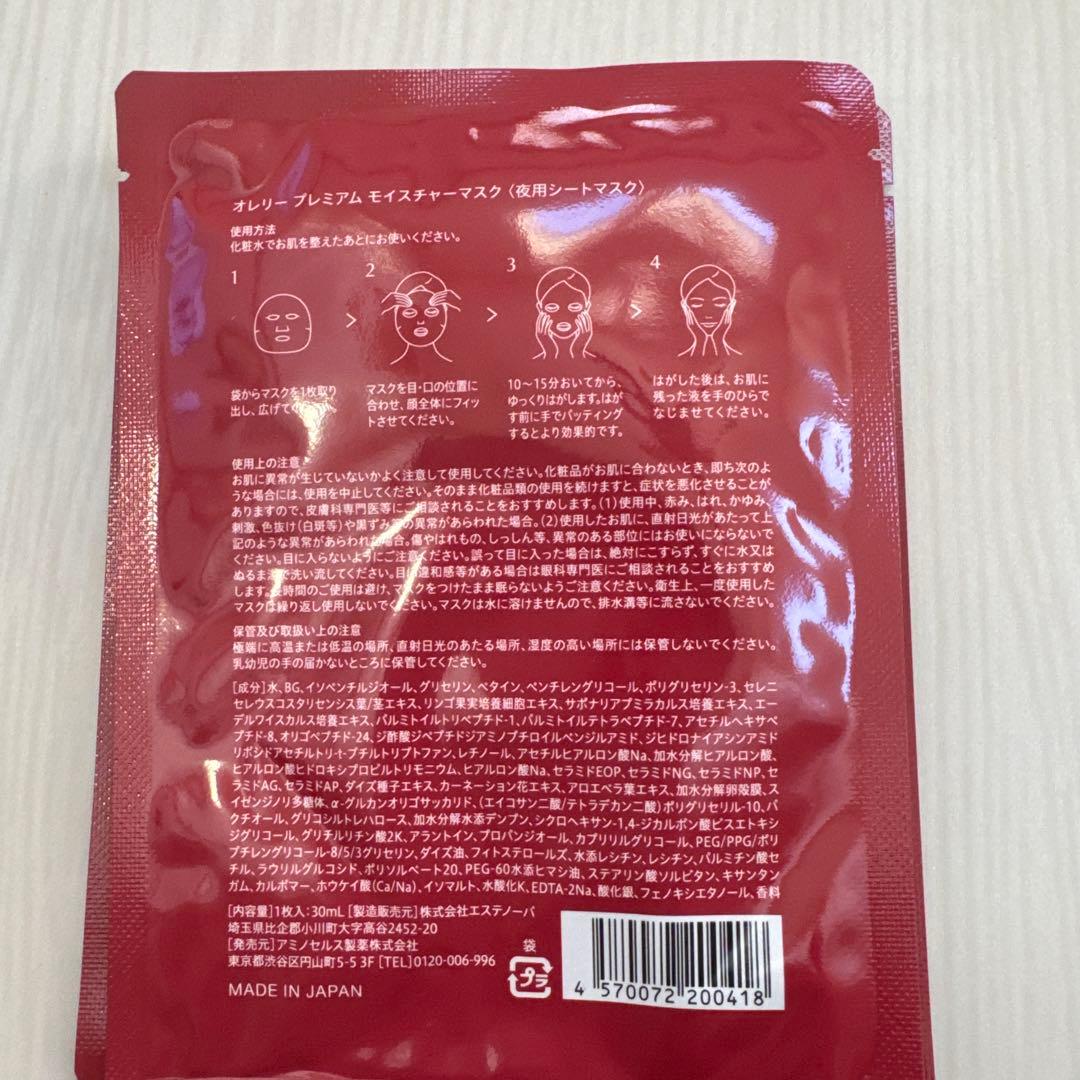 オレリー プレミアム モイスチャーマスク〈夜用シートマスク〉
使用方法
化粧水でお肌を整えたあとにお使いください。
1 > 2 > 3 > 4
袋からマスクを1枚取り
出し、広げて
マスクを目・口の位置に
合わせ、顔全体にフィッ
トさせてください。
10〜15分おいてから、
ゆっくりはがします。はが
す前に手でパッティング
するとより効果的です。
はがした後は、お肌に
残った液を手のひらで
なじませてください。
使用上の注意
お肌に異常が生じていないかよく注意して使用してください。化粧品がお肌に合わないとき、即ち次のよ
うな場合には、使用を中止してください。そのまま化粧品類の使用を続けますと、症状を悪化させることが
ありますので、皮膚科専門医等にご相談されることをおすすめします。(1)使用中、赤み、はれ、かゆみ、
刺激、色抜け(白斑等)や黒ずみ等の異常があらわれた場合。(2)使用したお肌に、直射日光があたって上
記のような異常があらわれた場合。傷やはれもの、しっしん等、異常のある部位にはお使いにならないで
ください。目に入らないようにご注意ください。誤って目に入った場合は、絶対にこすらず、すぐに水又は
ぬるま湯で洗い流してください。目に違和感等がある場合は眼科専門医にご相談されることをおすすめ
します。長時間のご使用は避け、マスクをつけたまま眠らないようご注意ください。衛生上、一度使用した
マスクは繰り返し使用しないでください。マスクは水に溶けませんので、排水溝等に流さないでください。
保管及び取扱い上の注意
極端に高温または低温の場所、直射日光のあたる場所、湿度の高い場所には保管しないでください。
乳幼児の手の届かないところに保管してください。
[成分]水、BG、イソペンチルジオール、グリセリン、ベタイン、ペンチレングリコール、ポリグリセリン-3、セレニ
セレウスコスタリセンシス葉/茎エキス、リンゴ果実培養細胞エキス、サポナリアプミラカルス培養エキス、エー
デルワイスカルス培養エキス、パルミトイルトリペプチド-1、パルミトイルテトラペプチド-7、アセチルヘキサペ
プチド-8、オリゴペプチド-24、ジ酢酸ジペプチドジアミノブチロイルベンジルアミド、ジヒドロナイアシンアミド
リボシドアセチルトリ-t-ブチルトリプトファン、レチノール、アセチルヒアルロン酸Na、加水分解ヒアルロン酸、
ヒアルロン酸ヒドロキシプロピルトリモニウム、ヒアルロン酸Na、セラミドEOP、セラミドNG、セラミドNP、セ
ラミドAG、セラミドAP、ダイズ種子エキス、カーネーション花エキス、アロエベラ葉エキス、加水分解卵殻膜、ス
イゼンジノリ多糖体、α-グルカンオリゴサッカリド、(エイコサン二酸/テトラデカン二酸)ポリグリセリル-10、バ
クチオール、グリコシルトレハロース、加水分解水添デンプン、シクロヘキサン-1,4-ジカルボン酸ビスエトキシ
ジグリコール、グリチルリチン酸2K、アラントイン、プロパンジオール、カプリリルグリコール、PEG/PPG/ポリ
ブチレングリコール-8/5/3グリセリン、ダイズ油、フィトステロールズ、水添レシチン、レシチン、パルミチン酸セ
チル、ラウリルグルコシド、ポリソルベート20、PEG-60水添ヒマシ油、ステアリン酸ソルビタン、キサンタン
ガム、カルボマー、ホウケイ酸(Ca/Na)、イソマルト、水酸化K、EDTA-2Na、酸化銀、フェノキシエタノール、香料
[内容量]1枚入:30mL [製造販売元]株式会社エステノーバ
埼玉県比企郡小川町大字高谷2452-20
[発売元]アミノセルス製薬株式会社
東京都渋谷区円山町5-5 3F [TEL]0120-006-996
MADE IN JAPAN
袋
プラ
4 570072 200418